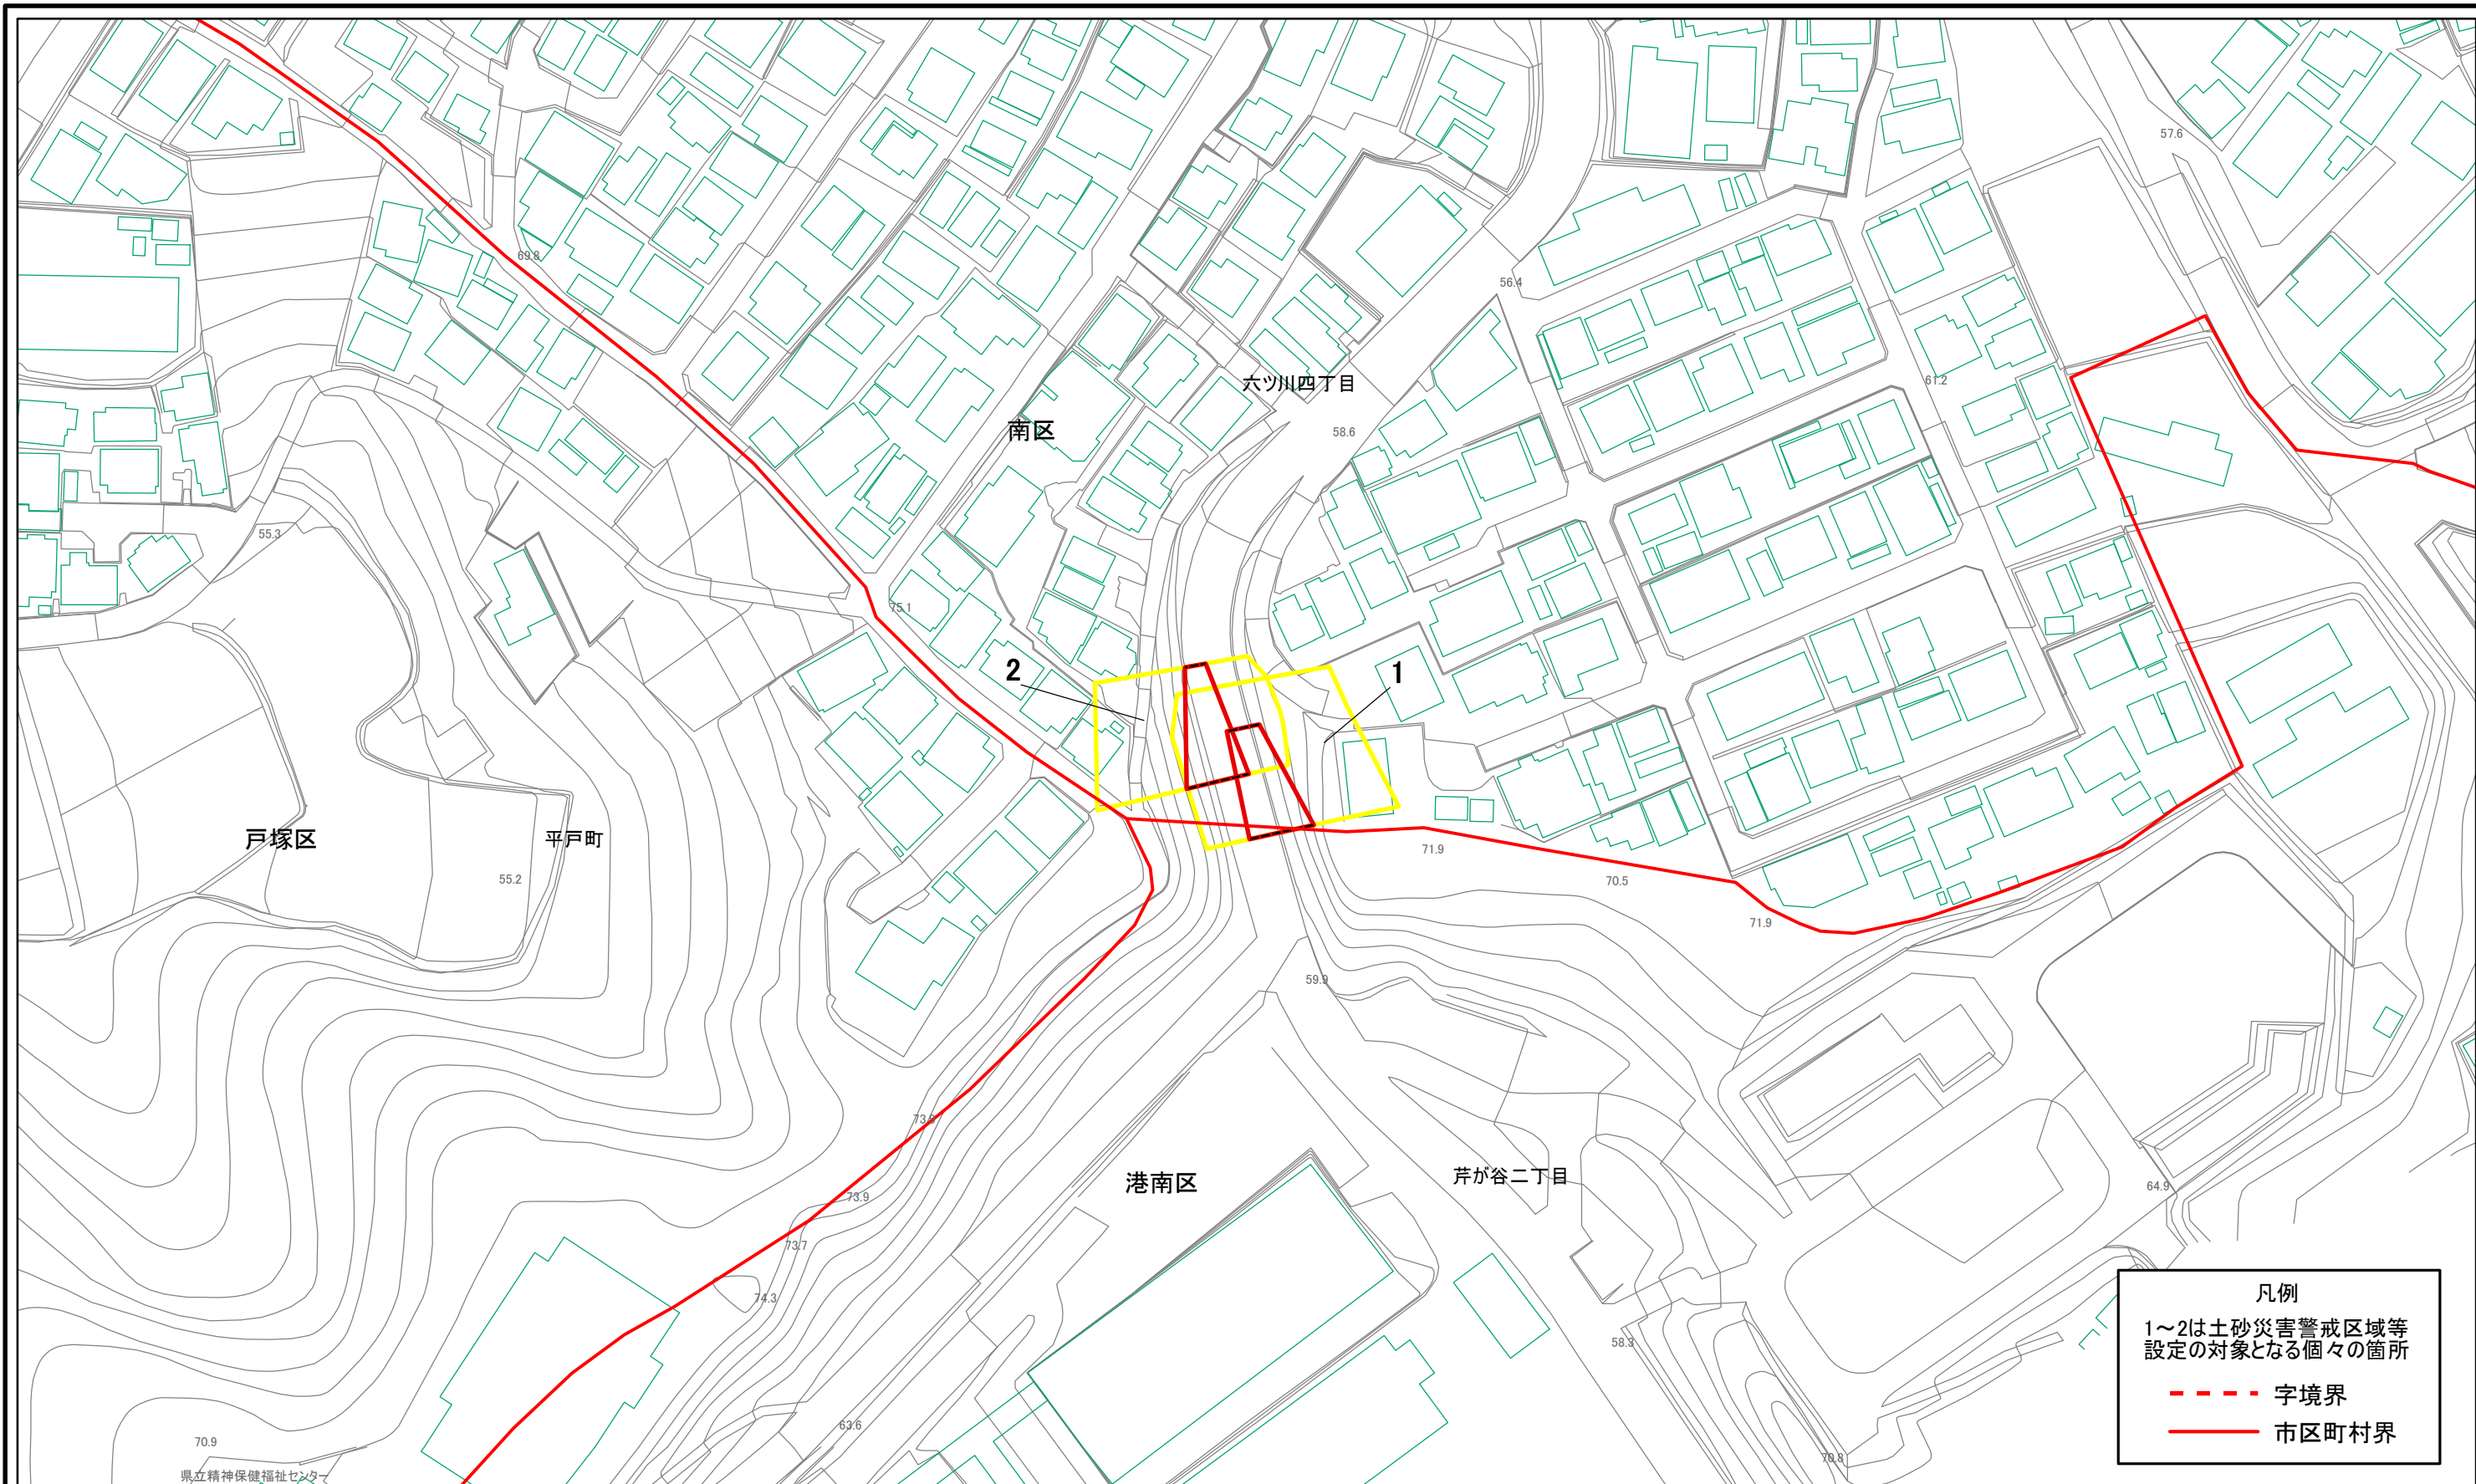 57.6
69.8
56.4
六ツ川四丁目
61.2
南区
58.6
55.3
75.1
2
1
戸塚区
平戸町
71.9
55.2
70.5
71.9
59.9
73.9
港南区
芹が谷二丁目
64.9
73.7
74.3
58.3
63.6
70.9
70.8
県立精神保健福祉センター
凡例
1～2は土砂災害警戒区域等
設定の対象となる個々の箇所
字境界
市区町村界